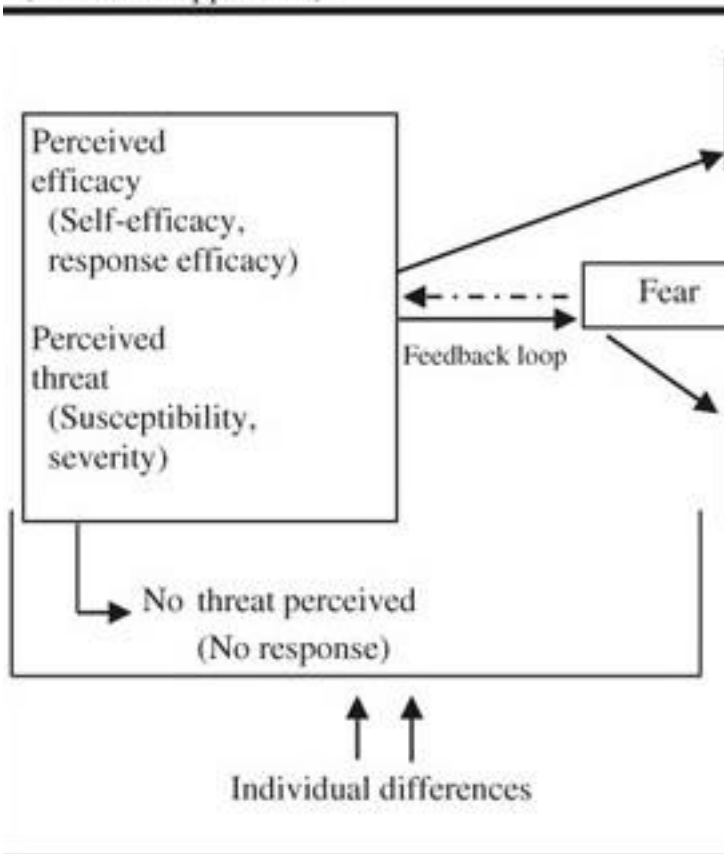 Perceived
efficacy
(Self-efficacy,
response efficacy)
Perceived
threat
(Susceptibility,
severity)
Fear
Feedback loop
No threat perceived
(No response)
Individual differences